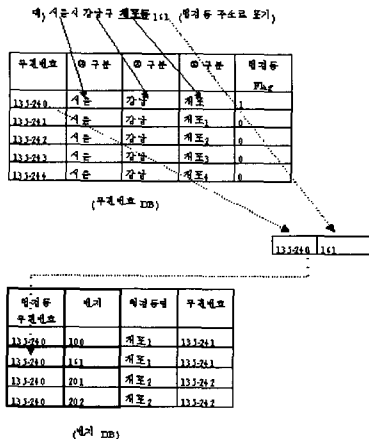 예) 서울시 강남구 개포동 161 (법정동 주소로 표기)
우편번호 ① 구분 ② 구분 ③ 구분 법정동 Flag
135-240 서울 강남 개포 1
135-241 서울 강남 개포1 0
135-242 서울 강남 개포2 0
135-243 서울 강남 개포3 0
135-244 서울 강남 개포4 0
(우편번호 DB)
135-240 161
법정동 우편번호 번지 행정동명 우편번호
135-240 100 개포1 135-241
135-240 161 개포1 135-241
135-240 201 개포2 135-242
135-240 202 개포2 135-242
(번지 DB)